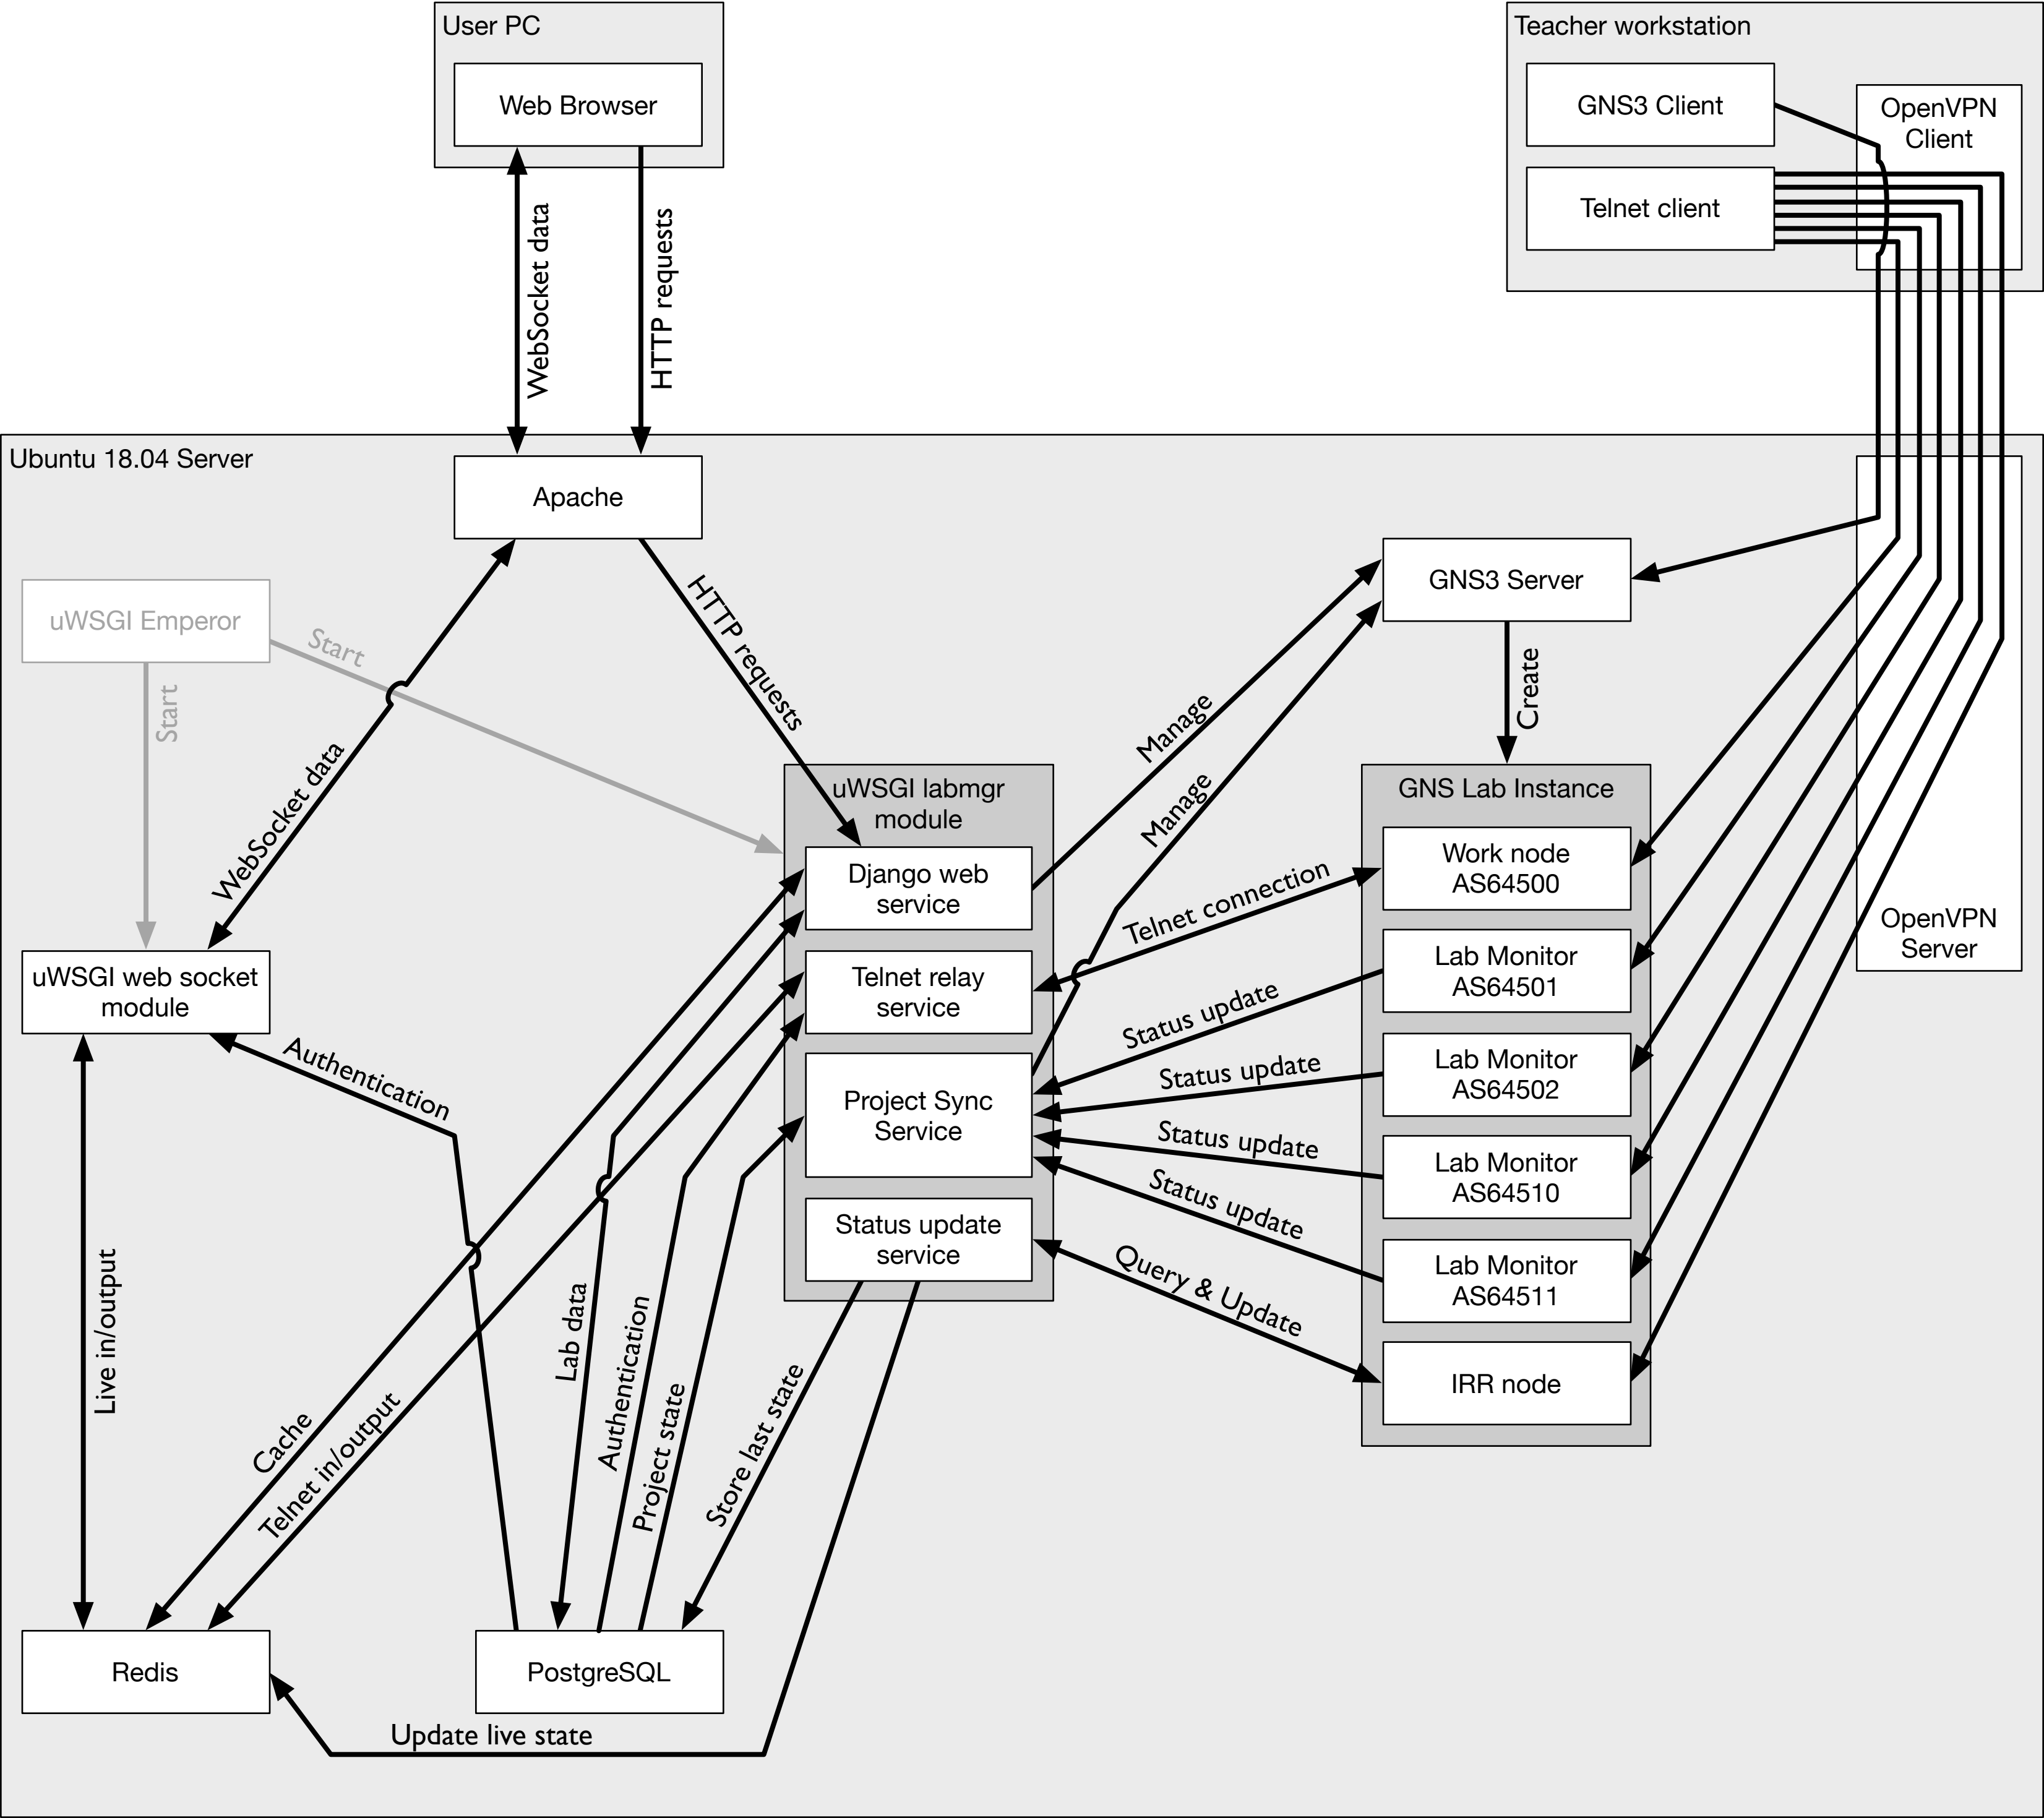 User PC
Web Browser
Teacher workstation
GNS3 Client
OpenVPN
Client
Telnet client
WebSocket data
HTTP requests
Ubuntu 18.04 Server
Apache
uWSGI Emperor
Start
Start
HTTP requests
WebSocket data
GNS3 Server
Create
Manage
Manage
uWSGI labmgr
module
Django web
service
Telnet relay
service
Project Sync
Service
Status update
service
GNS Lab Instance
Work node
AS64500
Lab Monitor
AS64501
Lab Monitor
AS64502
Lab Monitor
AS64510
Lab Monitor
AS64511
IRR node
OpenVPN
Server
Telnet connection
Status update
Status update
Status update
Status update
Query & Update
uWSGI web socket
module
Authentication
Live in/output
Cache
Telnet in/output
Lab data
Authentication
Project state
Store last state
Redis
PostgreSQL
Update live state